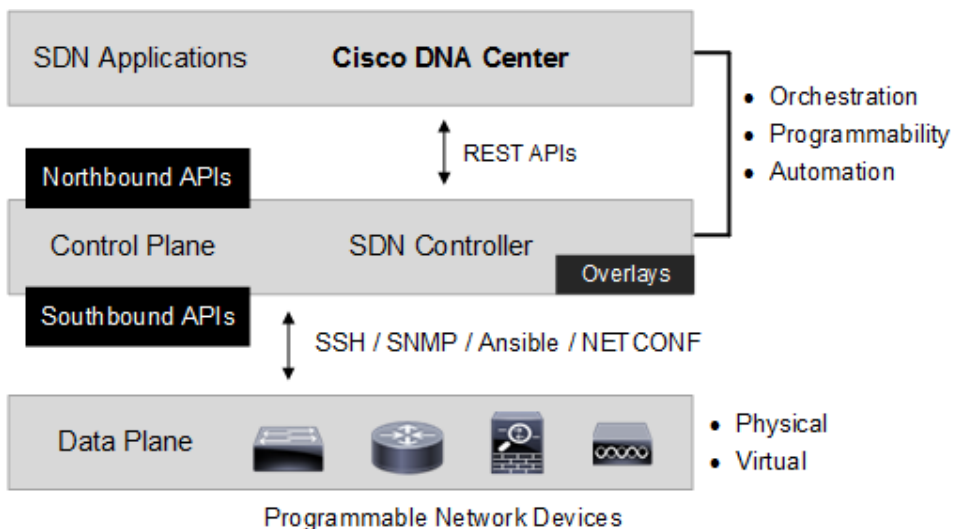 SDN Applications
Cisco DNA Center
• Orchestration
• Programmability
• Automation
REST APIs
Northbound APIs
Control Plane
SDN Controller
Overlays
Southbound APIs
SSH / SNMP / Ansible / NETCONF
Data Plane
• Physical
• Virtual
Programmable Network Devices